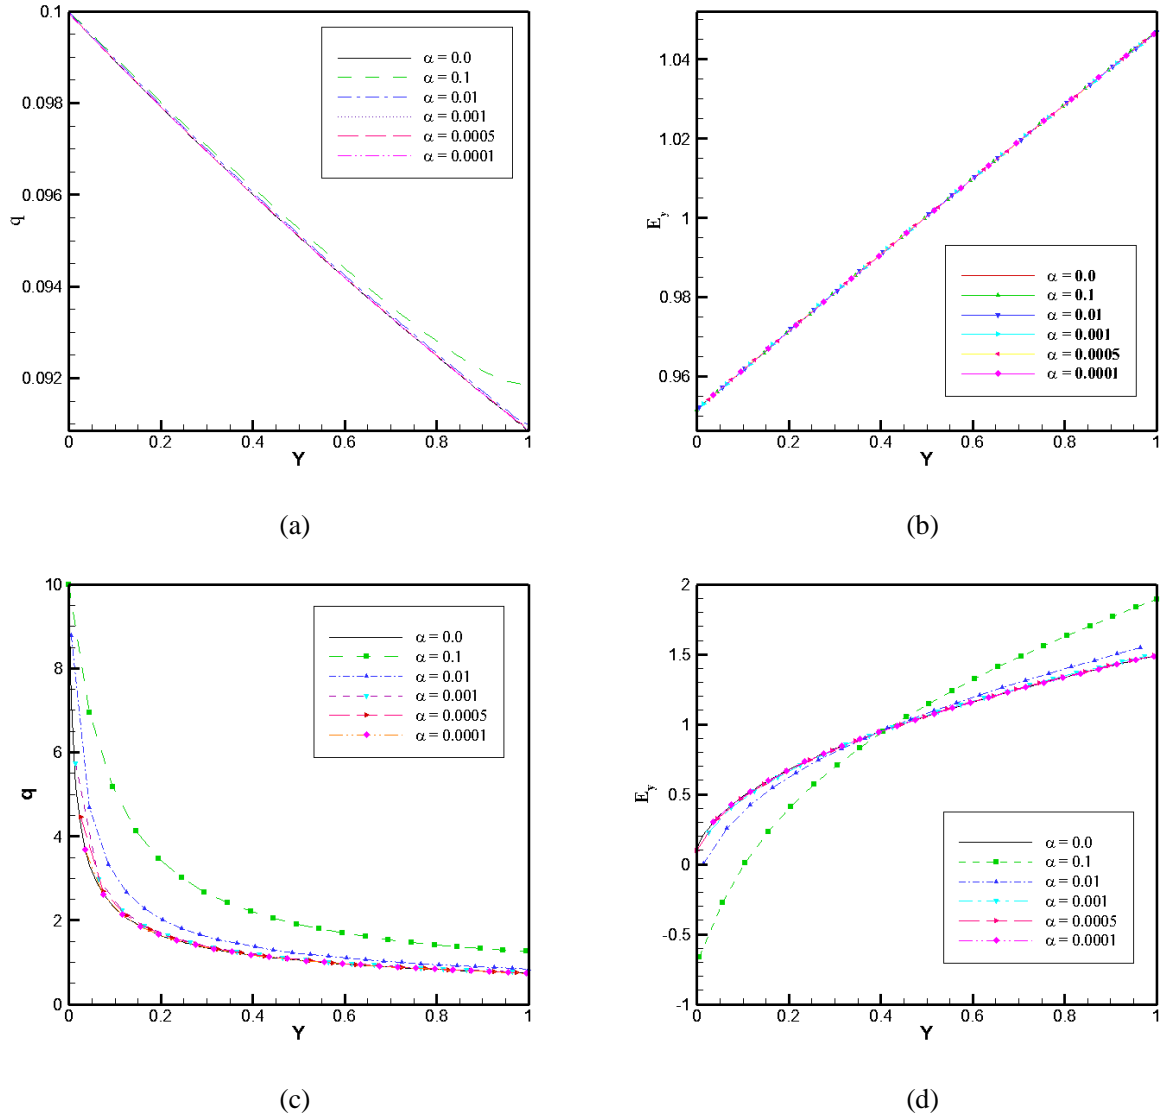 0.1
0.098
0.096
0.094
0.092
q
0
0.2
0.4
0.6
0.8
1
Y
α = 0.0
α = 0.1
α = 0.01
α = 0.001
α = 0.0005
α = 0.0001
(a)
1.04
1.02
1
0.98
0.96
E_y
0
0.2
0.4
0.6
0.8
1
Y
α = 0.0
α = 0.1
α = 0.01
α = 0.001
α = 0.0005
α = 0.0001
(b)
10
8
6
4
2
0
q
0
0.2
0.4
0.6
0.8
1
Y
α = 0.0
α = 0.1
α = 0.01
α = 0.001
α = 0.0005
α = 0.0001
(c)
2
1.5
1
0.5
0
-0.5
-1
E_y
0
0.2
0.4
0.6
0.8
1
Y
α = 0.0
α = 0.1
α = 0.01
α = 0.001
α = 0.0005
α = 0.0001
(d)